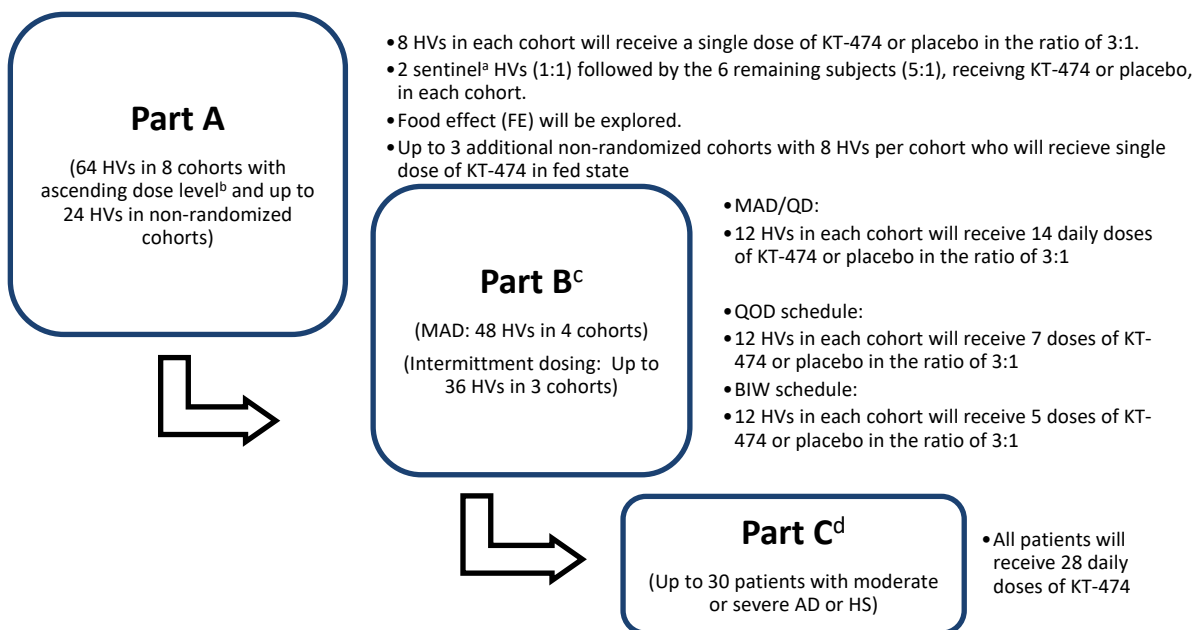 Part A
(64 HVs in 8 cohorts with
ascending dose levelᵇ and up to
24 HVs in non-randomized
cohorts)
•8 HVs in each cohort will receive a single dose of KT-474 or placebo in the ratio of 3:1.
•2 sentinelᵃ HVs (1:1) followed by the 6 remaining subjects (5:1), receivng KT-474 or placebo,
in each cohort.
•Food effect (FE) will be explored.
•Up to 3 additional non-randomized cohorts with 8 HVs per cohort who will recieve single
dose of KT-474 in fed state
Part Bᶜ
(MAD: 48 HVs in 4 cohorts)
(Intermittment dosing: Up to
36 HVs in 3 cohorts)
•MAD/QD:
•12 HVs in each cohort will receive 14 daily doses
of KT-474 or placebo in the ratio of 3:1
•QOD schedule:
•12 HVs in each cohort will receive 7 doses of KT-
474 or placebo in the ratio of 3:1
•BIW schedule:
•12 HVs in each cohort will receive 5 doses of KT-
474 or placebo in the ratio of 3:1
Part Cᵈ
(Up to 30 patients with moderate
or severe AD or HS)
•All patients will
receive 28 daily
doses of KT-474